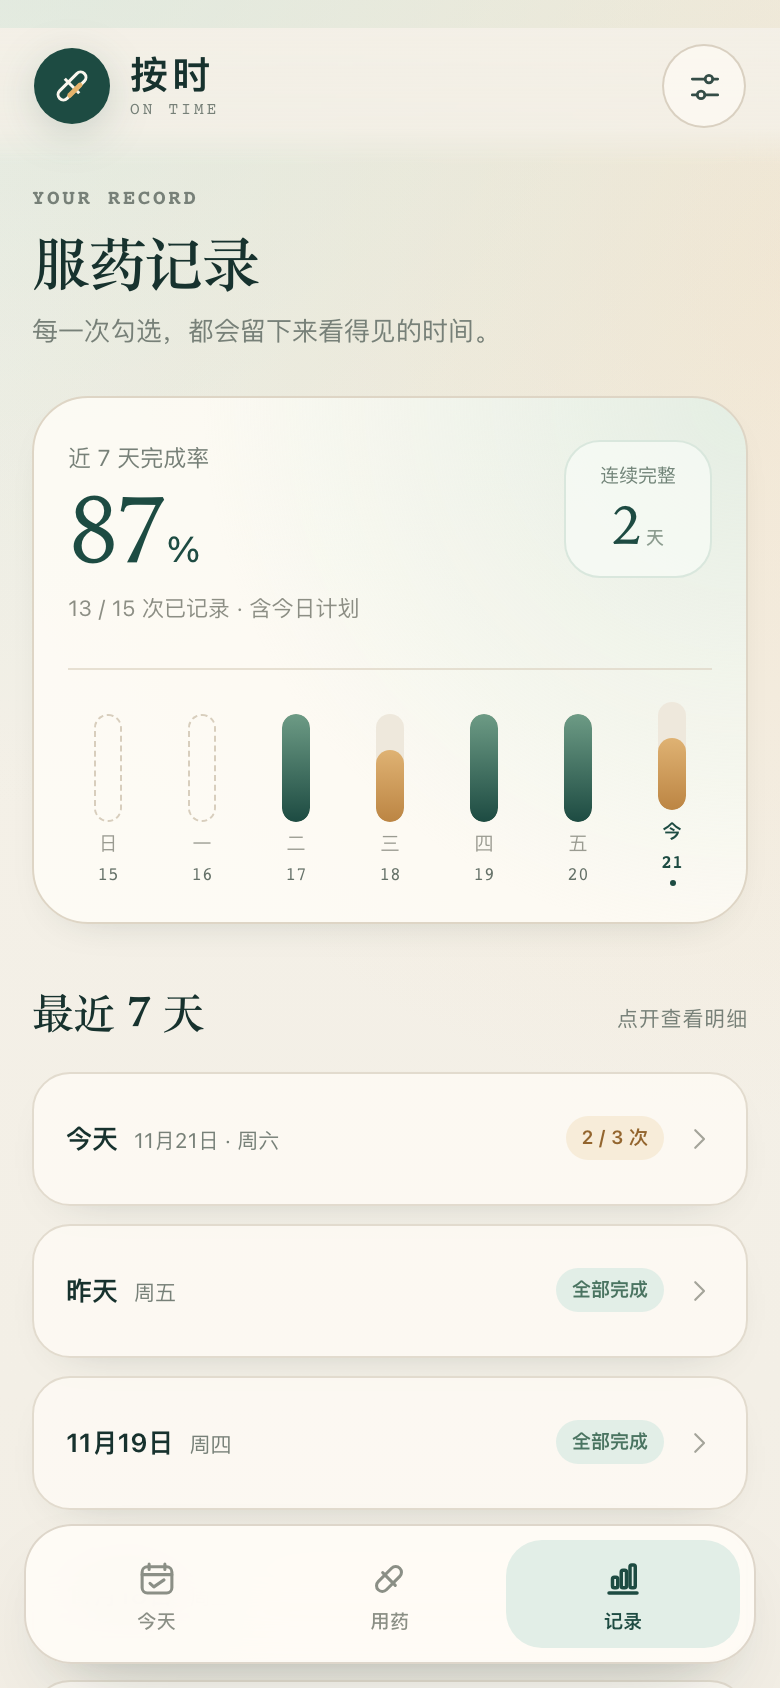 按时
ON TIME
YOUR RECORD
服药记录
每一次勾选，都会留下来看得见的时间。
近 7 天完成率
87%
13 / 15 次已记录 · 含今日计划
连续完整
2 天
日 一 二 三 四 五 今
15 16 17 18 19 20 21
最近 7 天
点开查看明细
今天 11月21日 · 周六 2 / 3 次
昨天 周五 全部完成
11月19日 周四 全部完成
今天 用药 记录